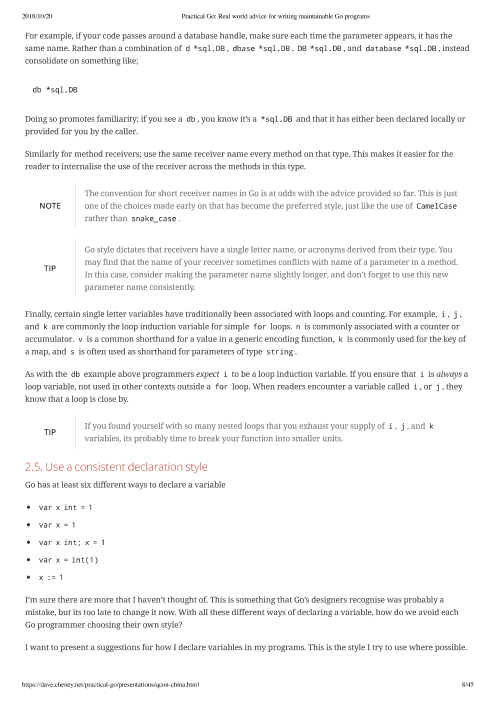 2018/10/20 Practical Go: Real world advice for writing maintainable Go programs
For example, if your code passes around a database handle, make sure each time the parameter appears, it has the
same name. Rather than a combination of d *sql.DB, dbase *sql.DB, DB *sql.DB, and database *sql.DB, instead
consolidate on something like;
db *sql.DB
Doing so promotes familiarity; if you see a db, you know it's a *sql.DB and that it has either been declared locally or
provided for you by the caller.
Similarly for method receivers; use the same receiver name every method on that type. This makes it easier for the
reader to internalise the use of the receiver across the methods in this type.
The convention for short receiver names in Go is at odds with the advice provided so far. This is just
NOTE one of the choices made early on that has become the preferred style, just like the use of CamelCase
rather than snake_case.
Go style dictates that receivers have a single letter name, or acronyms derived from their type. You
may find that the name of your receiver sometimes conflicts with name of a parameter in a method.
TIP
In this case, consider making the parameter name slightly longer, and don't forget to use this new
parameter name consistently.
Finally, certain single letter variables have traditionally been associated with loops and counting. For example, i, j,
and k are commonly the loop induction variable for simple for loops. n is commonly associated with a counter or
accumulator. v is a common shorthand for a value in a generic encoding function, k is commonly used for the key of
a map, and s is often used as shorthand for parameters of type string.
As with the db example above programmers expect i to be a loop induction variable. If you ensure that i is always a
loop variable, not used in other contexts outside a for loop. When readers encounter a variable called i, or j, they
know that a loop is close by.
If you found yourself with so many nested loops that you exhaust your supply of i, j, and k
TIP
variables, its probably time to break your function into smaller units.
2.5. Use a consistent declaration style
Go has at least six different ways to declare a variable
• var x int = 1
• var x = 1
• var x int; x = 1
• var x = int(1)
• x := 1
I'm sure there are more that I haven't thought of. This is something that Go's designers recognise was probably a
mistake, but its too late to change it now. With all these different ways of declaring a variable, how do we avoid each
Go programmer choosing their own style?
I want to present a suggestions for how I declare variables in my programs. This is the style I try to use where possible.
https://dave.cheney.net/practical-go/presentations/qcon-china.html 8/45